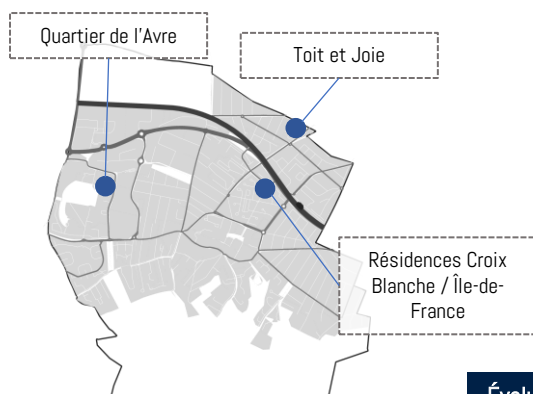 Quartier de l'Avre
Toit et Joie
Résidences Croix
Blanche / Île-de-
France